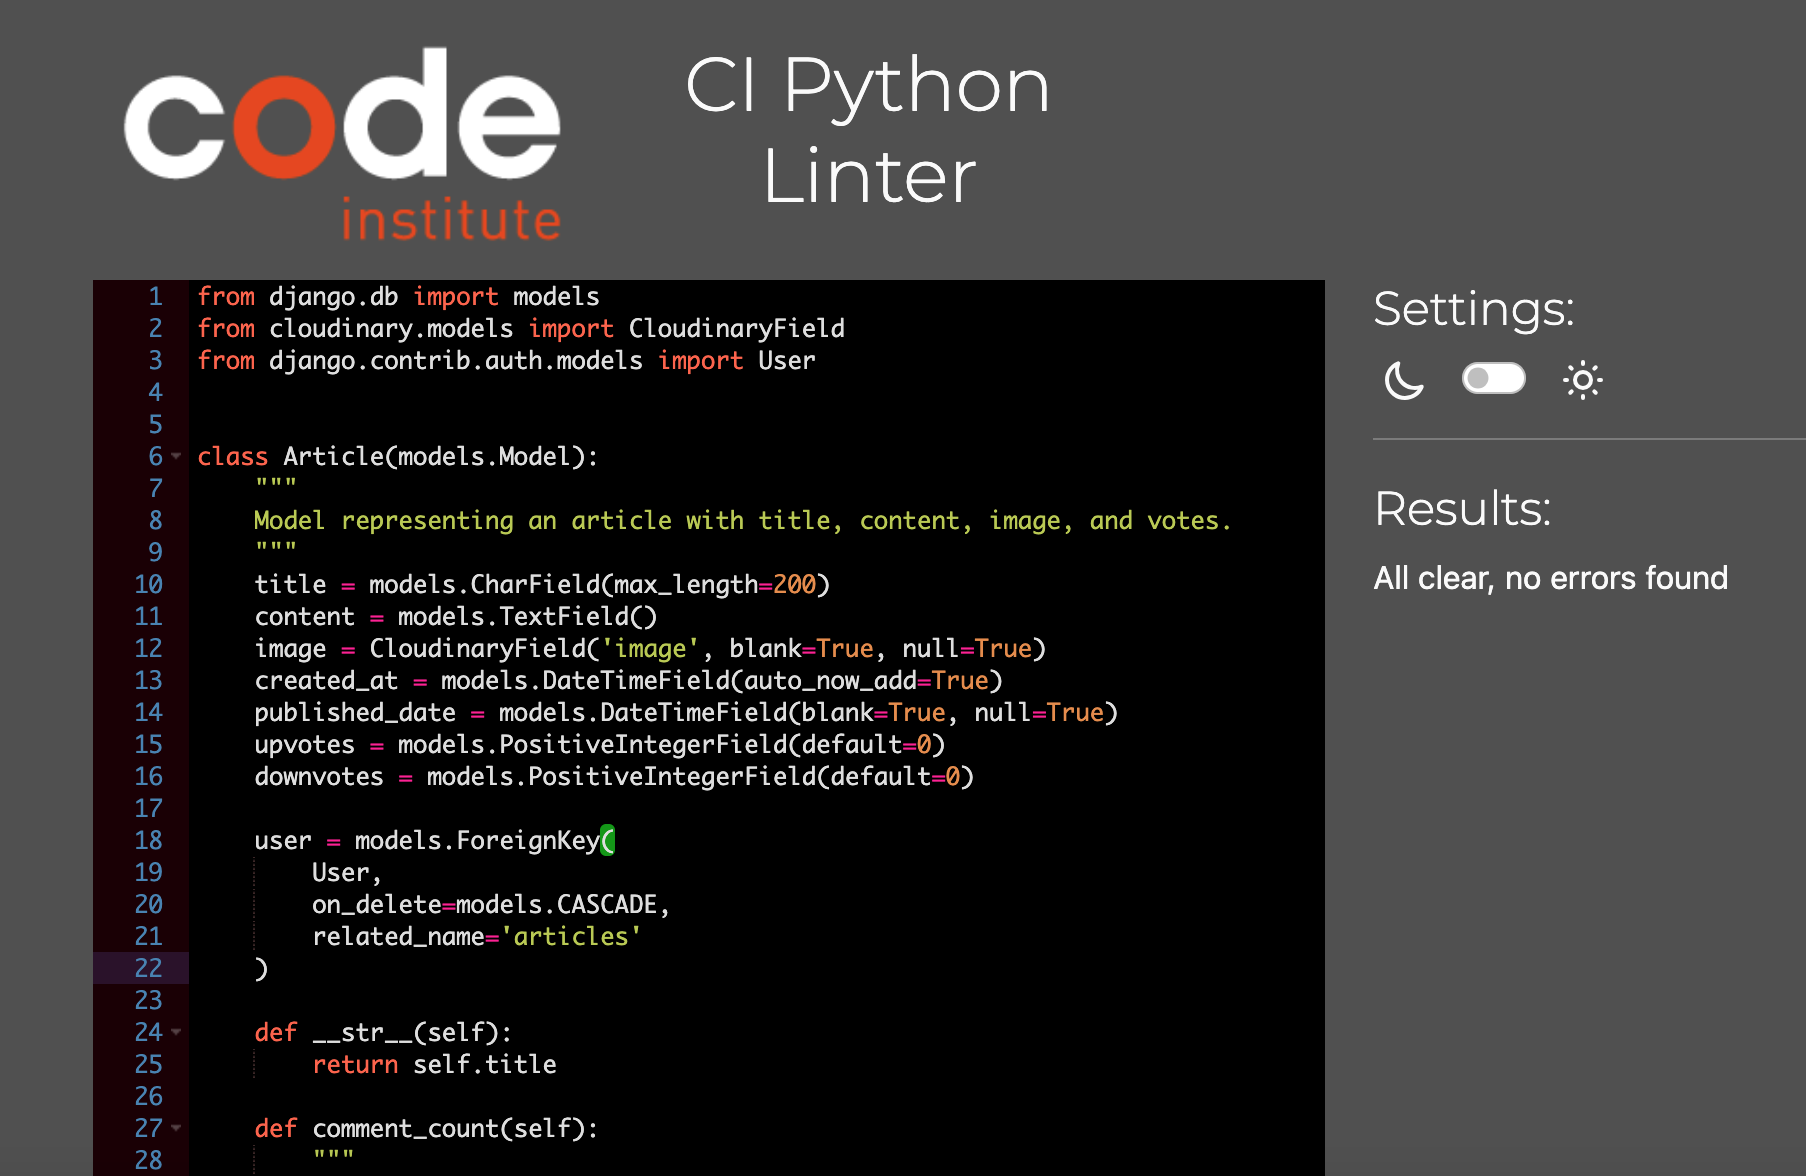 code
institute
CI Python
Linter
1 from django.db import models
2 from cloudinary.models import CloudinaryField
3 from django.contrib.auth.models import User
4
5
6 class Article(models.Model):
7     """
8     Model representing an article with title, content, image, and votes.
9     """
10     title = models.CharField(max_length=200)
11     content = models.TextField()
12     image = CloudinaryField('image', blank=True, null=True)
13     created_at = models.DateTimeField(auto_now_add=True)
14     published_date = models.DateTimeField(blank=True, null=True)
15     upvotes = models.PositiveIntegerField(default=0)
16     downvotes = models.PositiveIntegerField(default=0)
17
18     user = models.ForeignKey(
19         User,
20         on_delete=models.CASCADE,
21         related_name='articles'
22     )
23
24     def __str__(self):
25         return self.title
26
27     def comment_count(self):
28         """
Settings:
Results:
All clear, no errors found